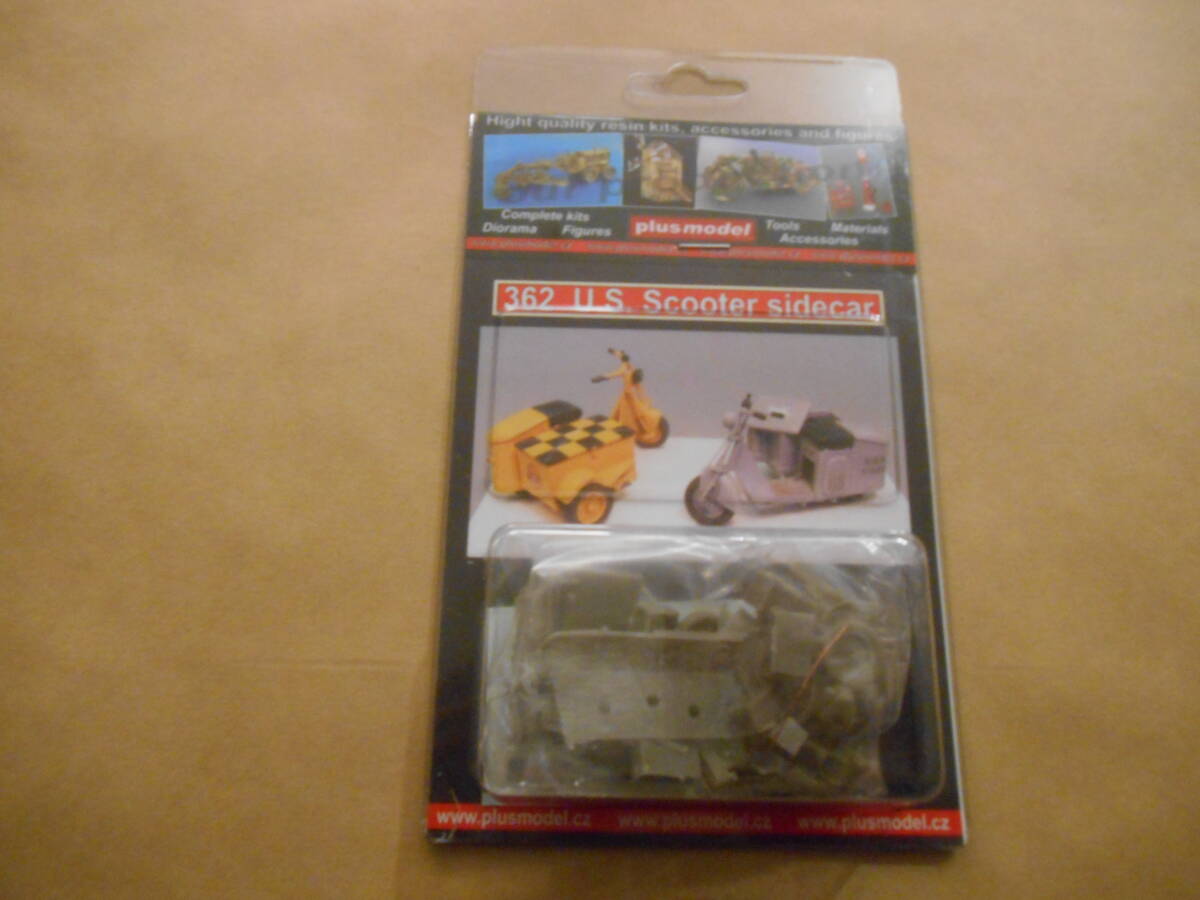 Hight quality resin kits, accessories and figures
Complete kits
Diorama Figures
plusmodel
Tools Materials
Accessories
362 U.S. Scooter sidecar
www.plusmodel.cz www.plusmodel.cz www.plusmodel.cz